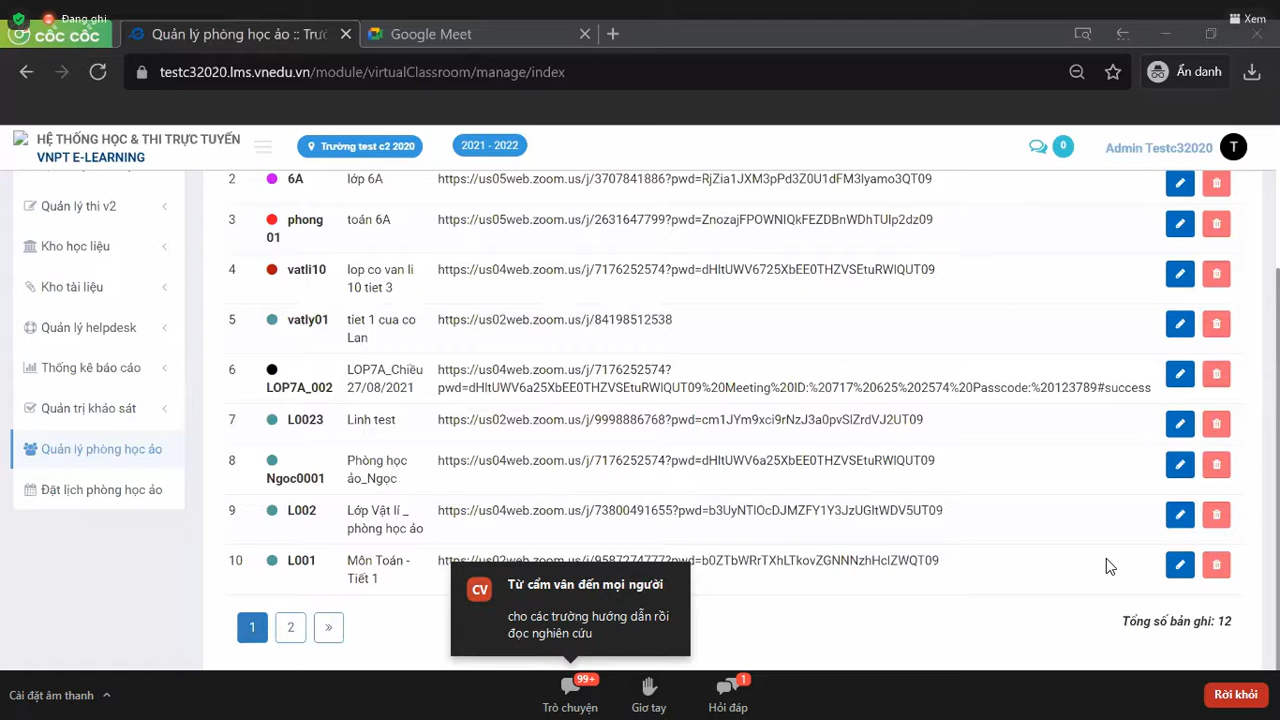 Đang ghi
Xem
cốc cốc
Quản lý phòng học ảo :: Trư
Google Meet
testc32020.lms.vnedu.vn/module/virtualClassroom/manage/index
Ẩn danh
HỆ THỐNG HỌC & THI TRỰC TUYẾN
VNPT E-LEARNING
Trường test c2 2020
2021 - 2022
0
Admin Testc32020
T
Quản lý thi v2
Kho học liệu
Kho tài liệu
Quản lý helpdesk
Thống kê báo cáo
Quản trị khảo sát
Quản lý phòng học ảo
Đặt lịch phòng học ảo
2 6A lớp 6A https://us05web.zoom.us/j/3707841886?pwd=RjZia1JXM3pPd3Z0U1dFM3lyamo3QT09
3 phong toán 6A https://us05web.zoom.us/j/2631647799?pwd=ZnozajFPOWNIQkFEZDBnWDhTUlp2dz09
01
4 vatli10 lop co van li https://us04web.zoom.us/j/7176252574?pwd=dHltUWV6725XbEE0THZVSEtuRWlQUT09
10 tiet 3
5 vatly01 tiet 1 cua co https://us02web.zoom.us/j/84198512538
Lan
6 LOP7A_Chiều https://us04web.zoom.us/j/7176252574?
LOP7A_002 27/08/2021 pwd=dHltUWV6a25XbEE0THZVSEtuRWlQUT09%20Meeting%20ID:%20717%20625%202574%20Passcode:%20123789#success
7 L0023 Linh test https://us02web.zoom.us/j/9998886768?pwd=cm1JYm9xci9rNzJ3a0pvSlZrdVJ2UT09
8 Phòng học https://us04web.zoom.us/j/7176252574?pwd=dHltUWV6a25XbEE0THZVSEtuRWlQUT09
Ngoc0001 ảo_Ngọc
9 L002 Lớp Vật lí _ https://us04web.zoom.us/j/73800491655?pwd=b3UyNTlOcDJMZFY1Y3JzUGltWDV5UT09
phòng học ảo
10 L001 Môn Toán - https://us02web.zoom.us/j/9587274777?pwd=b0ZTbWRrTXhLTkovZGNNNzhHclZWQT09
Tiết 1
1 2 »
Tổng số bản ghi: 12
CV
Từ cẩm vân đến mọi người
cho các trường hướng dẫn rồi
đọc nghiên cứu
Cài đặt âm thanh
99+
Trò chuyện
Giơ tay
1
Hỏi đáp
Rời khỏi